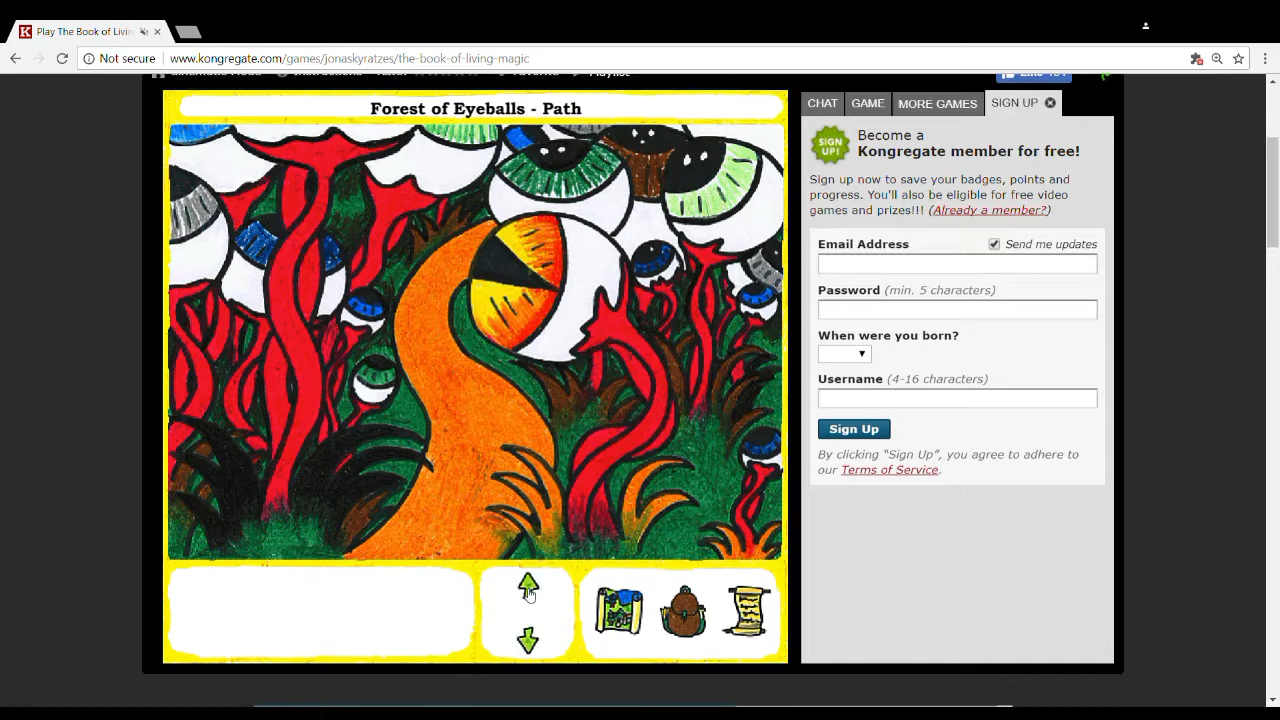 Play The Book of Livin
Not secure
www.kongregate.com/games/jonaskyratzes/the-book-of-living-magic
Playlist
Forest of Eyeballs - Path
CHAT
GAME
MORE GAMES
SIGN UP
SIGN UP!
Become a
Kongregate member for free!
Sign up now to save your badges, points and
progress. You'll also be eligible for free video
games and prizes!!! (Already a member?)
Email Address
Send me updates
Password (min. 5 characters)
When were you born?
Username (4-16 characters)
Sign Up
By clicking “Sign Up”, you agree to adhere to
our Terms of Service.